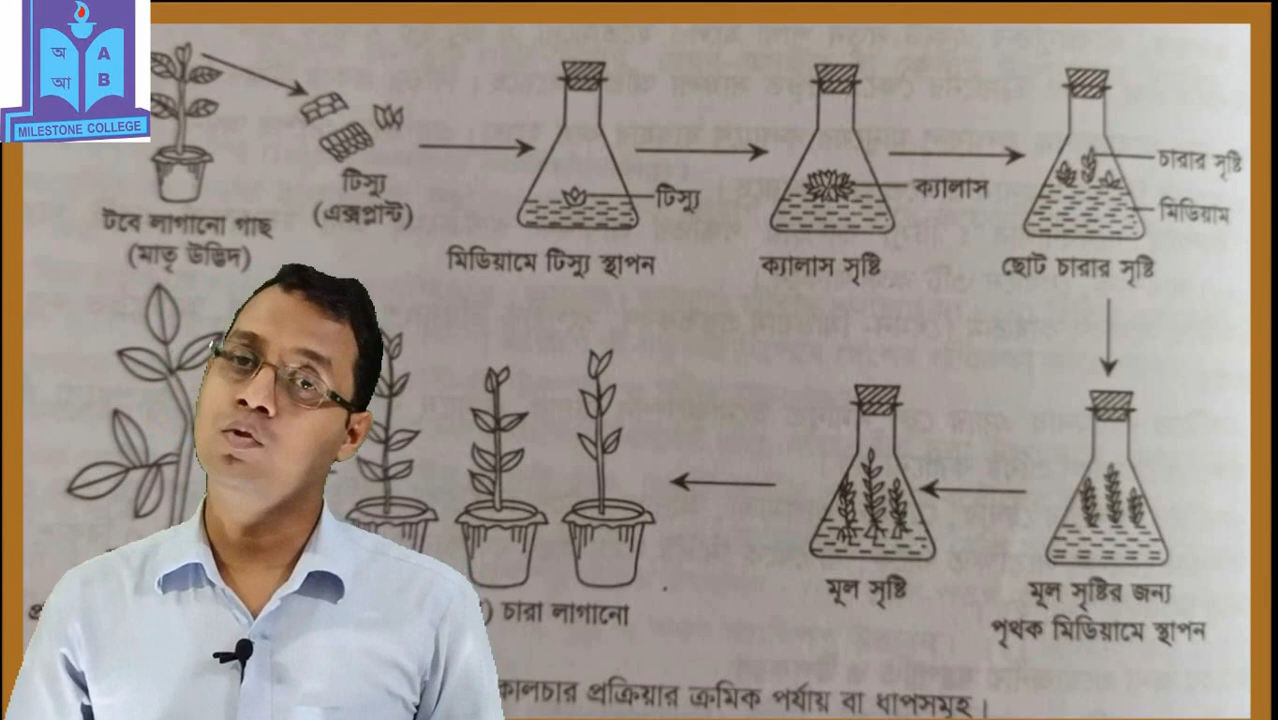 অ A
আ B
MILESTONE COLLEGE
টবে লাগানো গাছ
(মাতৃ উদ্ভিদ)
টিস্যু
(এক্সপ্লান্ট)
টিস্যু
মিডিয়ামে টিস্যু স্থাপন
ক্যালাস
ক্যালাস সৃষ্টি
চারার সৃষ্টি
মিডিয়াম
ছোট চারার সৃষ্টি
মূল সৃষ্টির জন্য
পৃথক মিডিয়ামে স্থাপন
মূল সৃষ্টি
) চারা লাগানো
কালচার প্রক্রিয়ার ক্রমিক পর্যায় বা ধাপসমূহ।